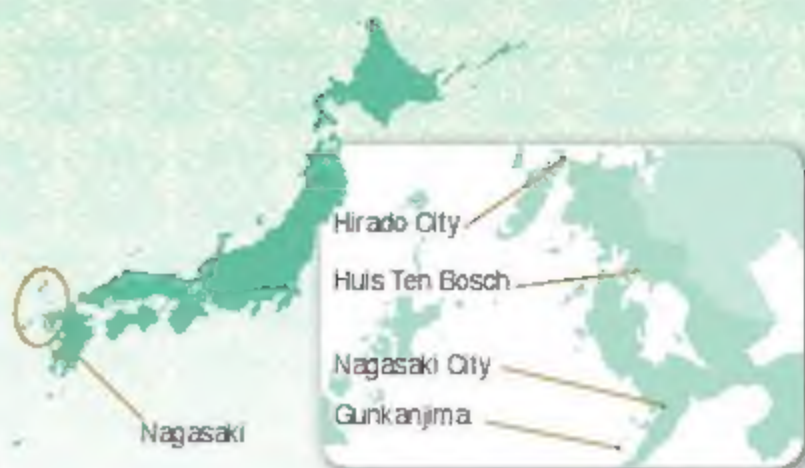 Hirado City
Huis Ten Bosch
Nagasaki City
Gunkanjima
Nagasaki